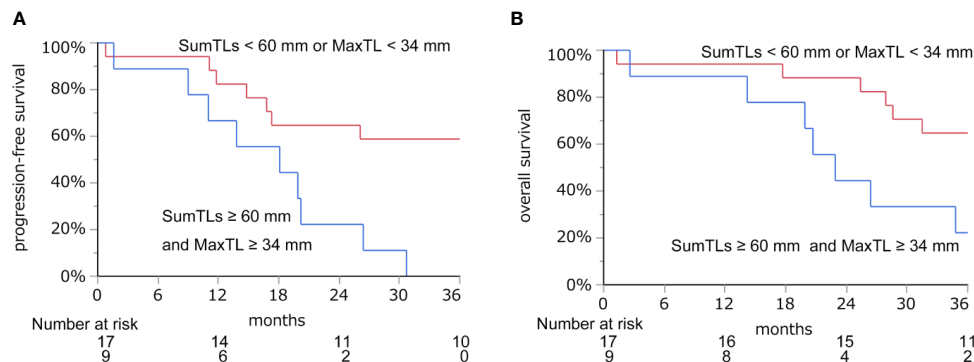 A
progression-free survival
100%
80%
60%
40%
20%
0%
SumTLs < 60 mm or MaxTL < 34 mm
SumTLs ≥ 60 mm
and MaxTL ≥ 34 mm
0 6 12 18 24 30 36
months
Number at risk
17 14 11 10
9 6 2 0
B
overall survival
100%
80%
60%
40%
20%
0%
SumTLs < 60 mm or MaxTL < 34 mm
SumTLs ≥ 60 mm and MaxTL ≥ 34 mm
0 6 12 18 24 30 36
months
Number at risk
17 16 15 11
9 8 4 2